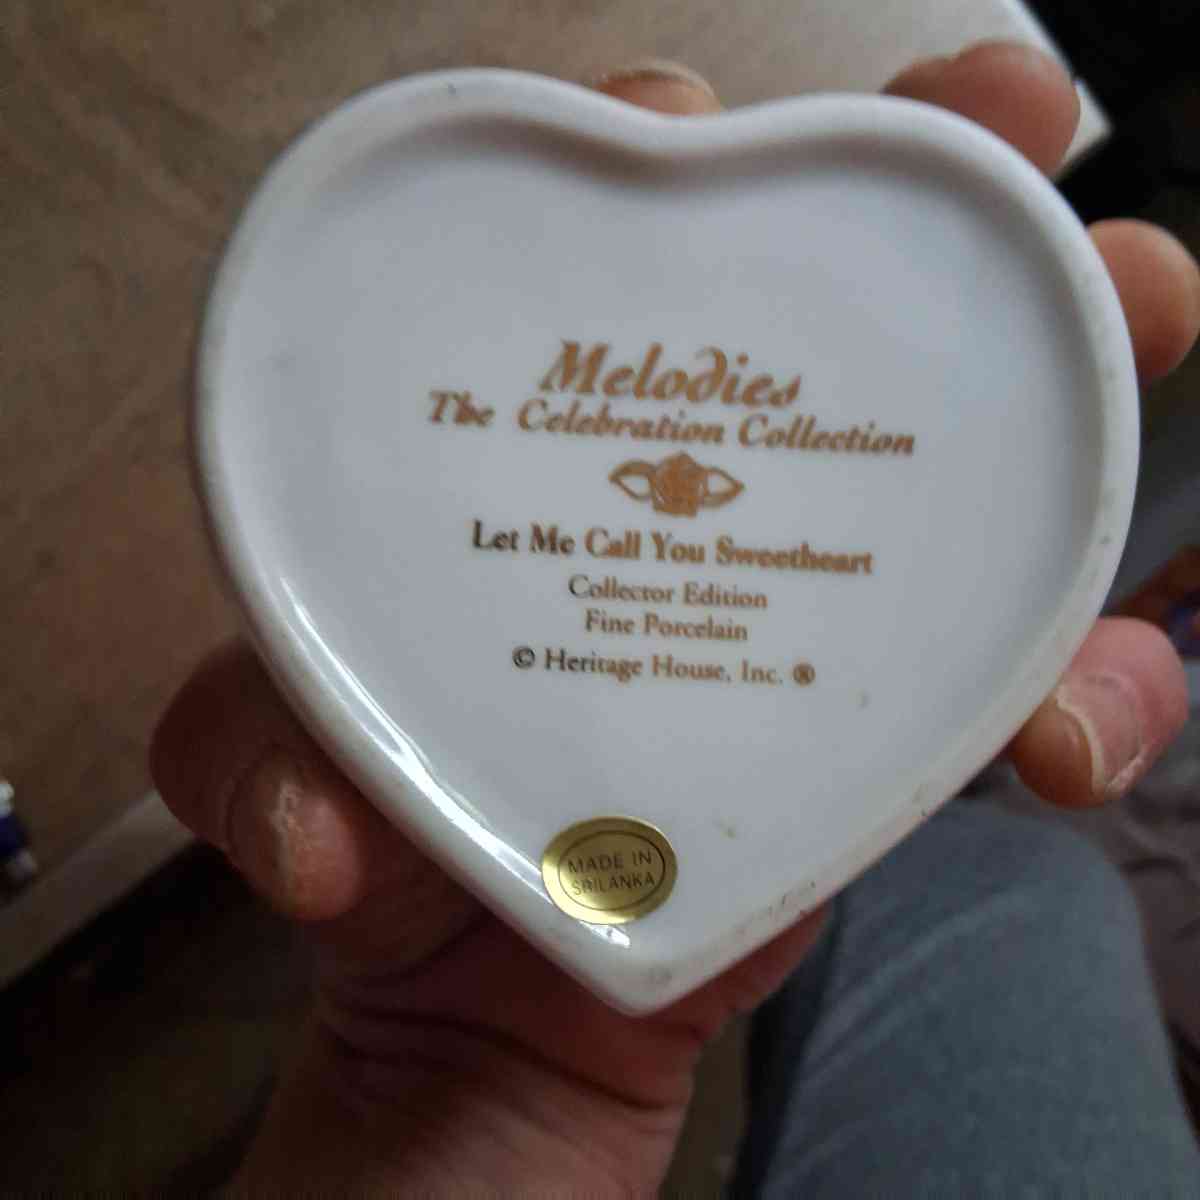 Melodies
The Celebration Collection
Let Me Call You Sweetheart
Collector Edition
Fine Porcelain
© Heritage House, Inc. ®
MADE IN
SRILANKA